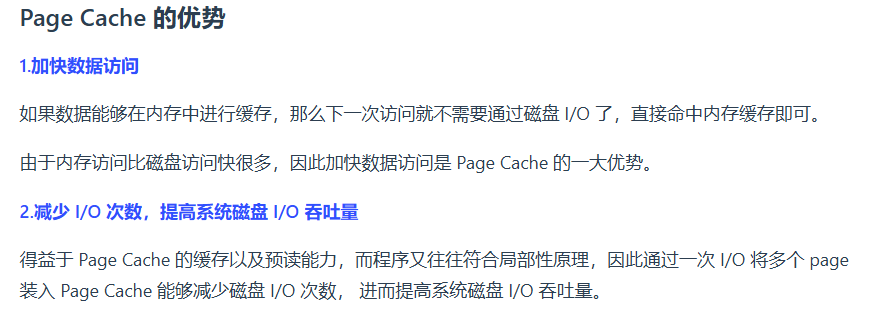 Page Cache 的优势
1.加快数据访问
如果数据能够在内存中进行缓存，那么下一次访问就不需要通过磁盘 I/O 了，直接命中内存缓存即可。
由于内存访问比磁盘访问快很多，因此加快数据访问是 Page Cache 的一大优势。
2.减少 I/O 次数，提高系统磁盘 I/O 吞吐量
得益于 Page Cache 的缓存以及预读能力，而程序又往往符合局部性原理，因此通过一次 I/O 将多个 page
装入 Page Cache 能够减少磁盘 I/O 次数， 进而提高系统磁盘 I/O 吞吐量。